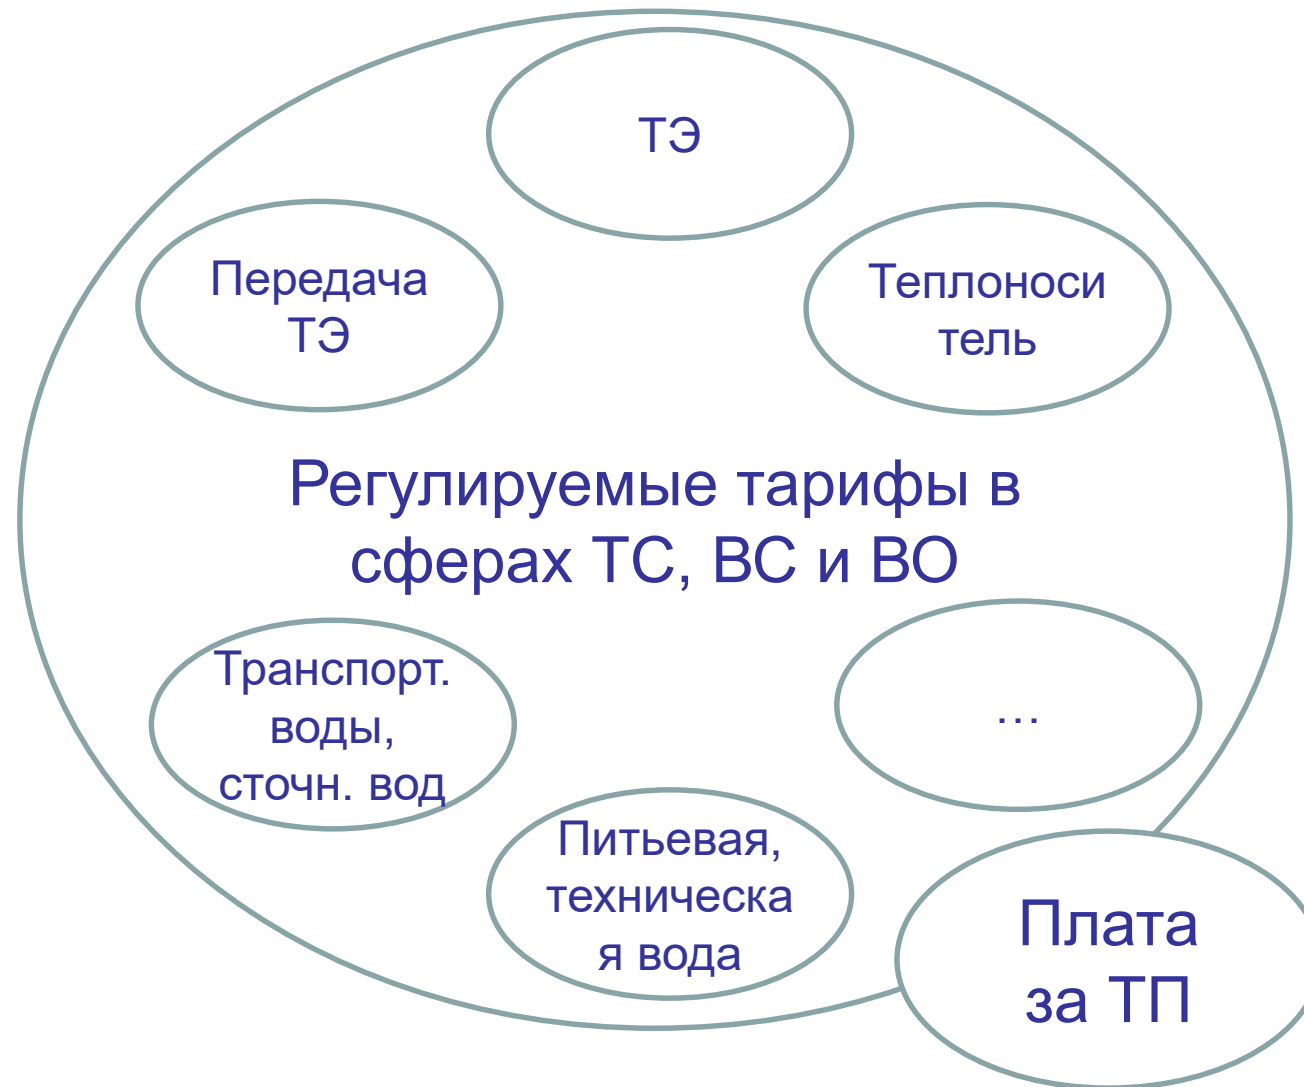 ТЭ
Передача
ТЭ
Теплоноси
тель
Регулируемые тарифы в
сферах ТС, ВС и ВО
Транспорт.
воды,
сточн. вод
…
Питьевая,
техническа
я вода
Плата
за ТП